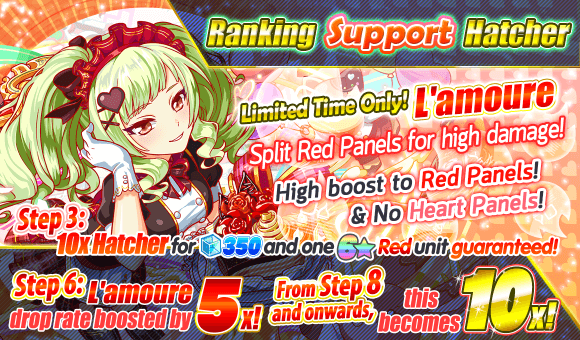 Ranking Support Hatcher
Limited Time Only! L'amoure
Split Red Panels for high damage!
High boost to Red Panels!
& No Heart Panels!
Step 3:
10x Hatcher for 350 and one 6★ Red unit guaranteed!
Step 6: L'amoure
drop rate boosted by 5x!
From Step 8
and onwards,
this
becomes 10x!